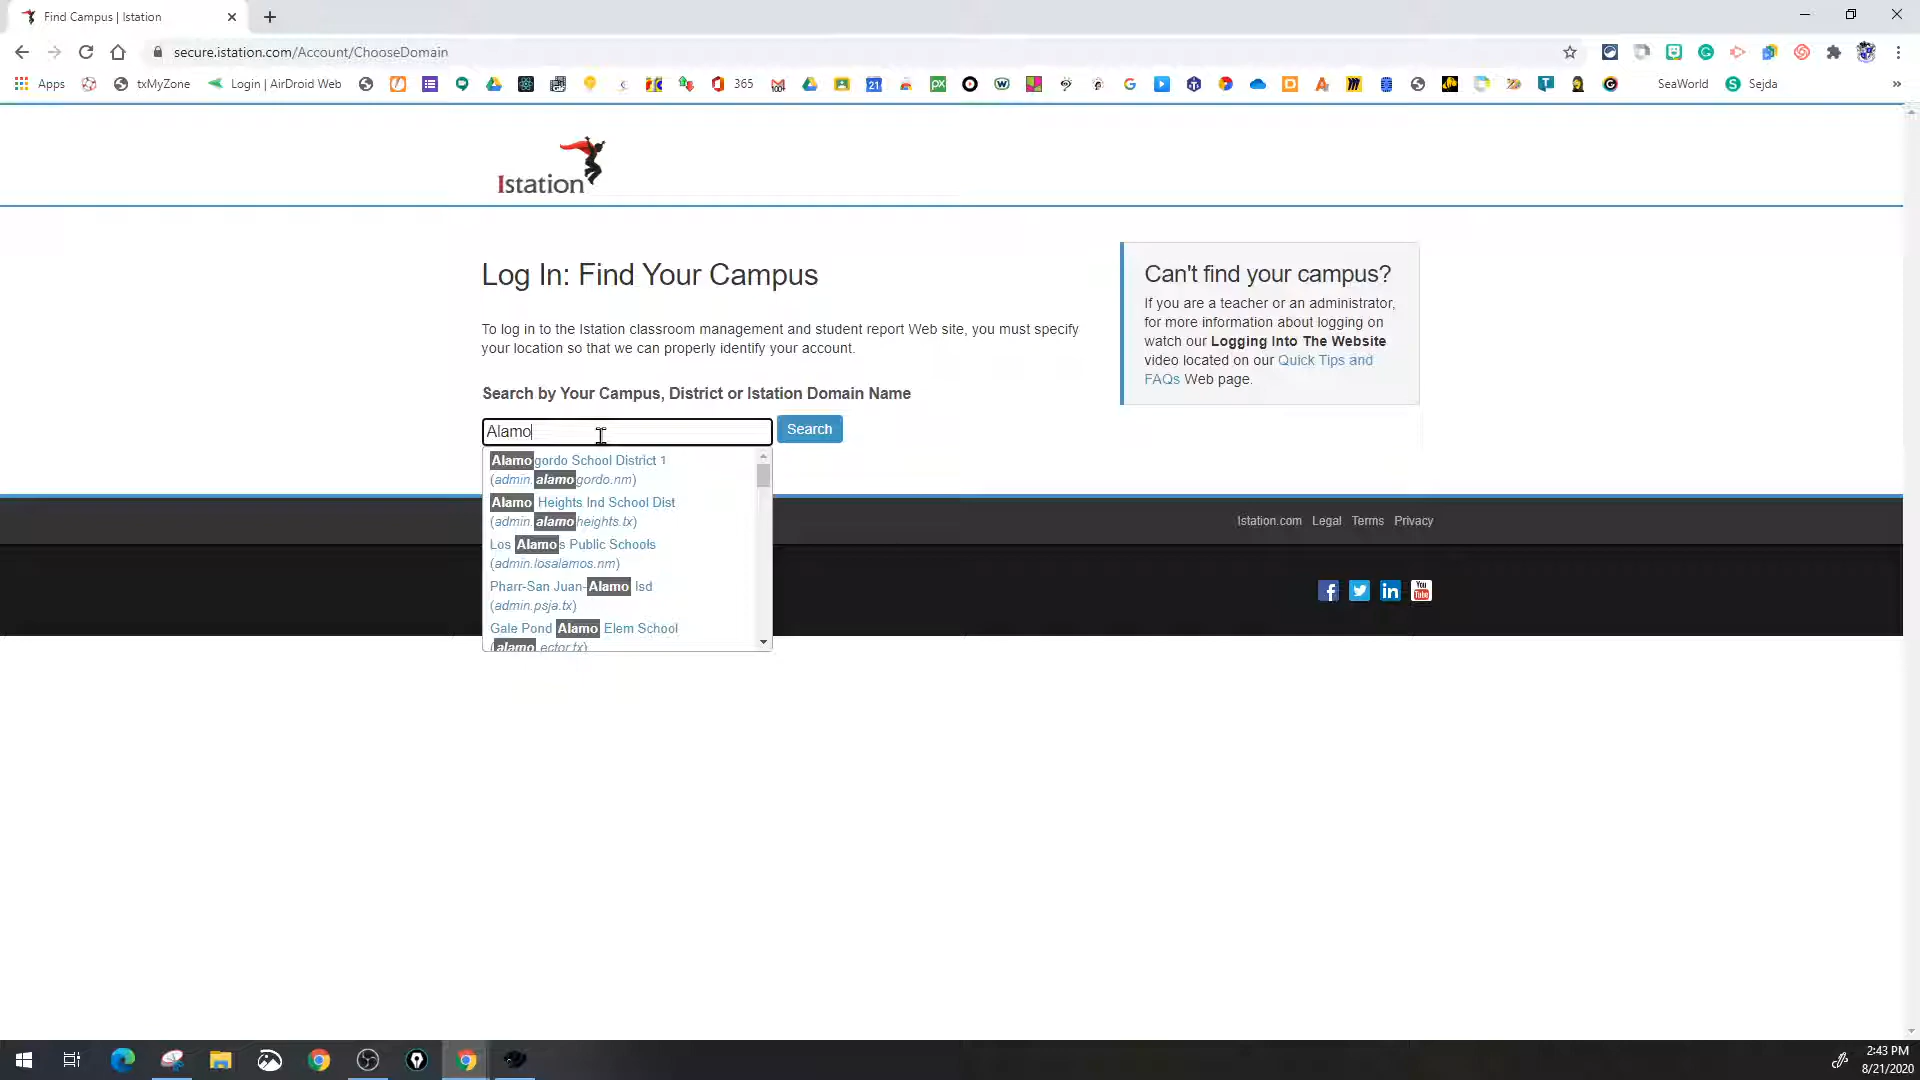 Find Campus | Istation
secure.istation.com/Account/ChooseDomain
Apps
txMyZone
Login | AirDroid Web
365
SeaWorld
Sejda
Istation
Log In: Find Your Campus
To log in to the Istation classroom management and student report Web site, you must specify
your location so that we can properly identify your account.
Search by Your Campus, District or Istation Domain Name
Alamo
Search
Alamogordo School District 1
(admin.alamogordo.nm)
Alamo Heights Ind School Dist
(admin.alamoheights.tx)
Los Alamos Public Schools
(admin.losalamos.nm)
Pharr-San Juan-Alamo Isd
(admin.psja.tx)
Gale Pond Alamo Elem School
(alamo.ector.tx)
Can't find your campus?
If you are a teacher or an administrator,
for more information about logging on
watch our Logging Into The Website
video located on our Quick Tips and
FAQs Web page.
Istation.com Legal Terms Privacy
You
Tube
2:43 PM
8/21/2020